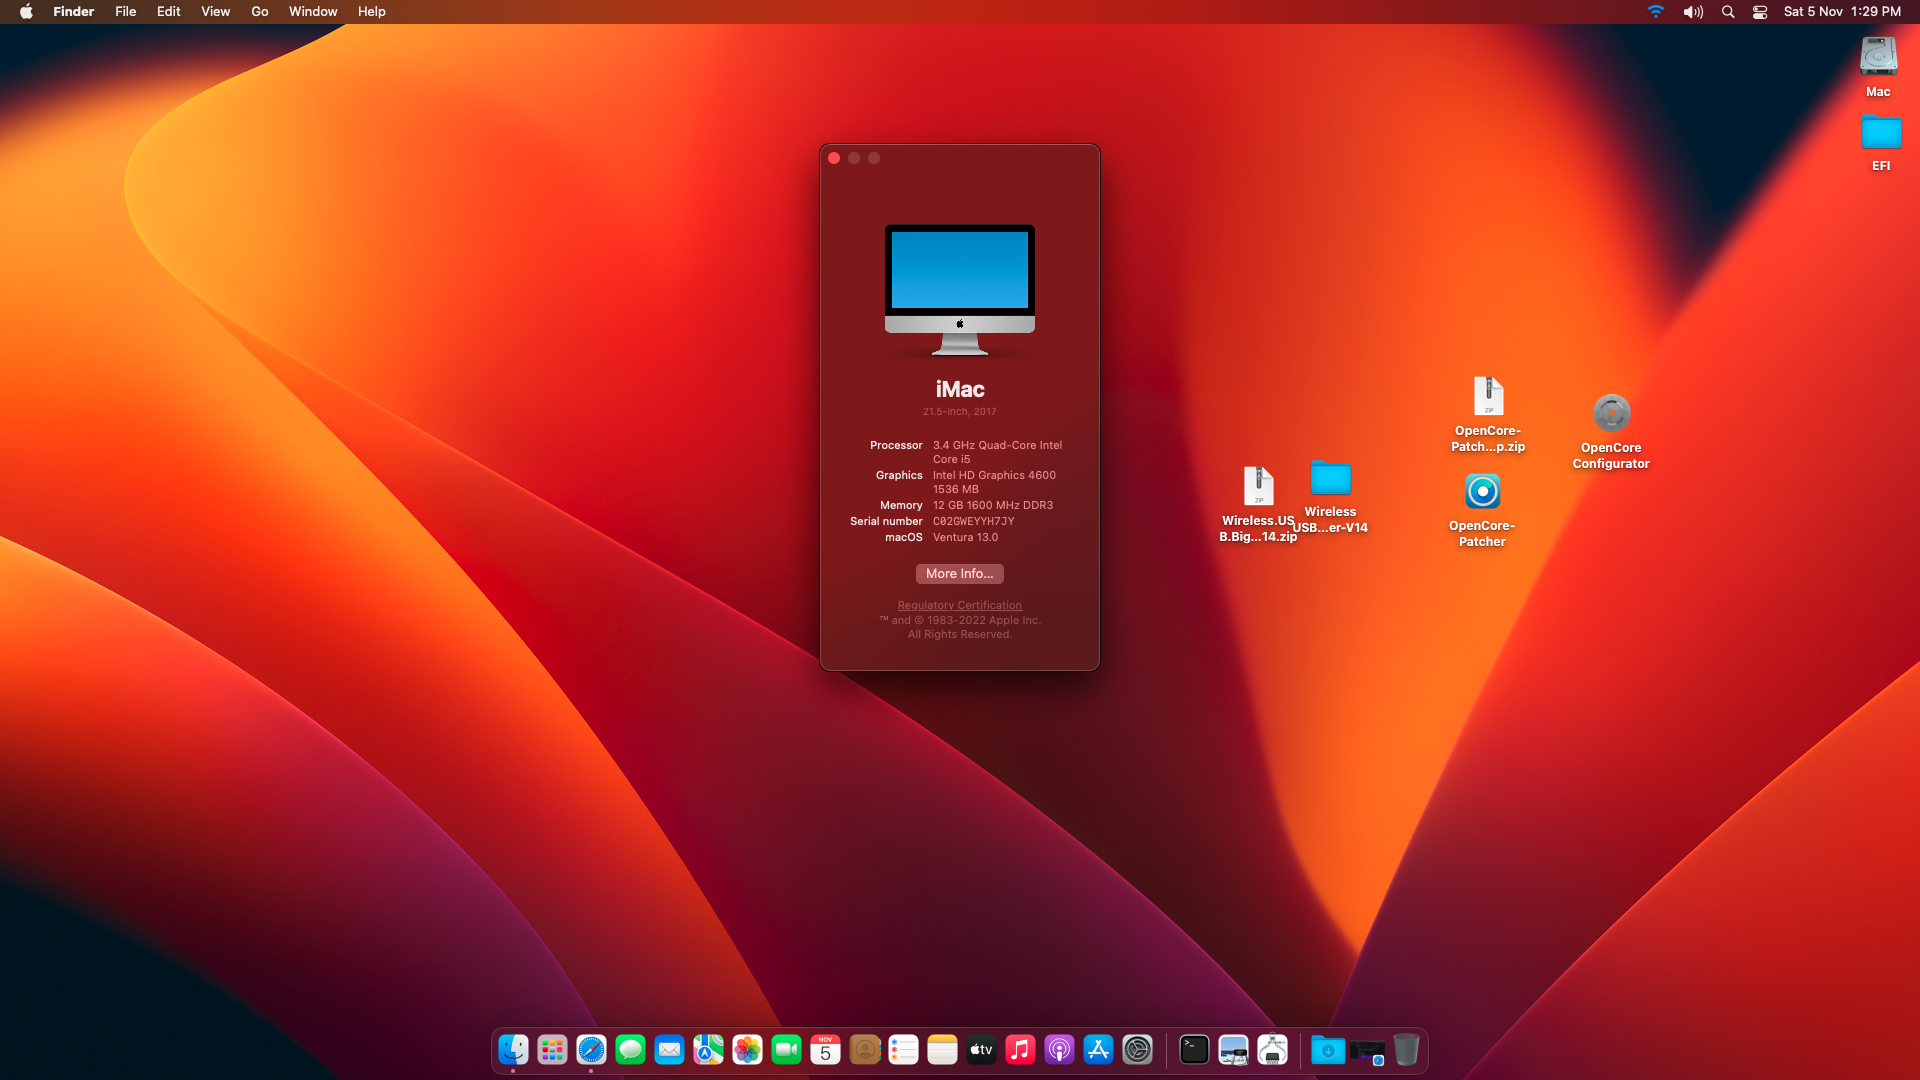 Finder File Edit View Go Window Help
Sat 5 Nov 1:29 PM
Mac
EFI
iMac
21.5-inch, 2017
Processor 3.4 GHz Quad-Core Intel
Core i5
Graphics Intel HD Graphics 4600
1536 MB
Memory 12 GB 1600 MHz DDR3
Serial number C02GWEYYH7JY
macOS Ventura 13.0
More Info...
Regulatory Certification
™ and © 1983-2022 Apple Inc.
All Rights Reserved.
ZIP
OpenCore-
Patch...p.zip
OpenCore
Configurator
ZIP
Wireless.US
B.Big...14.zip
Wireless
USB...er-V14
OpenCore-
Patcher
NOV
5
tv